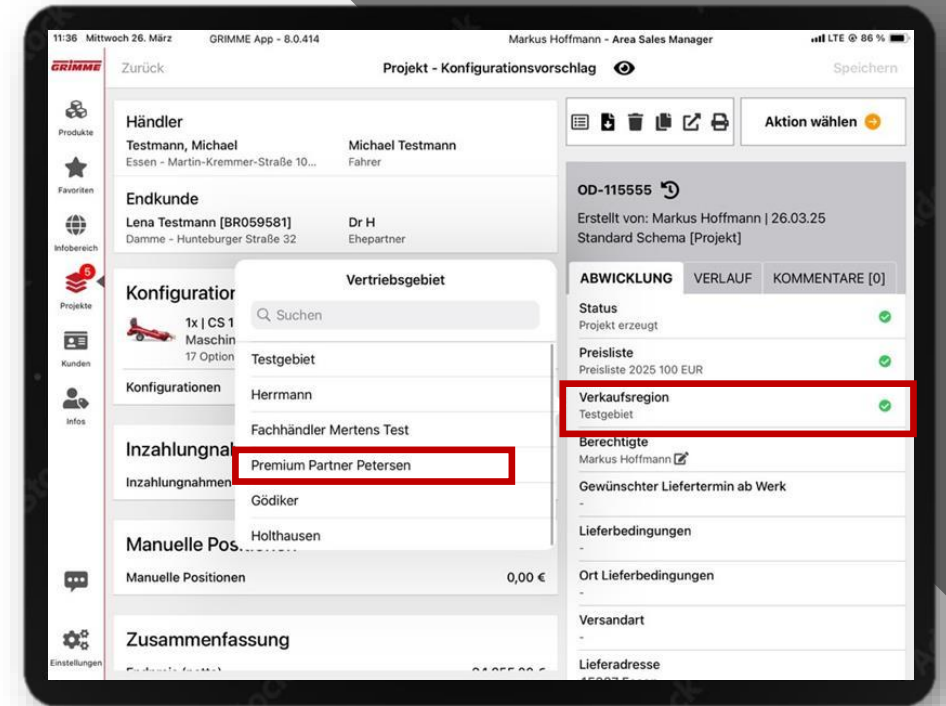 11:36 Mittwoch 26. März
GRIMME App - 8.0.414
Markus Hoffmann - Area Sales Manager
LTE @ 86 %
GRIMME
Zurück
Projekt - Konfigurationsvorschlag
Speichern
Produkte
Favoriten
Infobereich
5
Projekte
Kunden
Infos
Einstellungen
Händler
Testmann, Michael
Michael Testmann
Essen - Martin-Kremmer-Straße 10...
Fahrer
Endkunde
Lena Testmann [BR059581]
Dr H
Damme - Hunteburger Straße 32
Ehepartner
Konfiguration
1x | CS 1
Maschin
17 Option
Konfigurationen
Inzahlungnah
Inzahlungnahmen
Manuelle Pos
Manuelle Positionen
0,00 €
Zusammenfassung
Vertriebsgebiet
Suchen
Testgebiet
Herrmann
Fachhändler Mertens Test
Premium Partner Petersen
Gödiker
Holthausen
Aktion wählen
OD-115555
Erstellt von: Markus Hoffmann | 26.03.25
Standard Schema [Projekt]
ABWICKLUNG
VERLAUF
KOMMENTARE [0]
Status
Projekt erzeugt
Preisliste
Preisliste 2025 100 EUR
Verkaufsregion
Testgebiet
Berechtigte
Markus Hoffmann
Gewünschter Liefertermin ab Werk
-
Lieferbedingungen
-
Ort Lieferbedingungen
-
Versandart
-
Lieferadresse